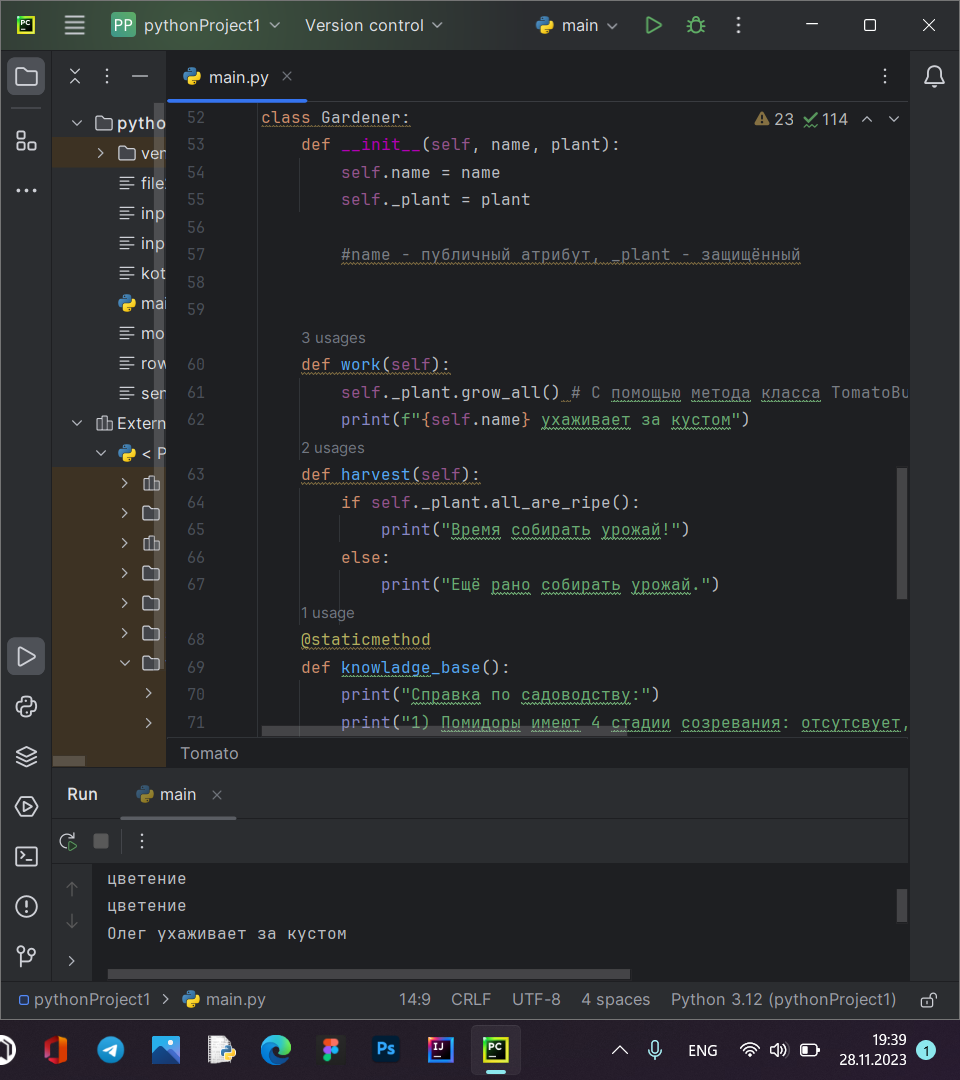 PC
PP pythonProject1 Version control main
main.py
pytho
ven
file
inp
inp
kot
mai
mo
row
sen
Extern
< P
23 114
52 class Gardener:
53 def __init__(self, name, plant):
54 self.name = name
55 self._plant = plant
56
57 #name - публичный атрибут, _plant - защищённый
58
59
3 usages
60 def work(self):
61 self._plant.grow_all() # С помощью метода класса TomatoBu
62 print(f"{self.name} ухаживает за кустом")
2 usages
63 def harvest(self):
64 if self._plant.all_are_ripe():
65 print("Время собирать урожай!")
66 else:
67 print("Ещё рано собирать урожай.")
1 usage
68 @staticmethod
69 def knowladge_base():
70 print("Справка по садоводству:")
71 print("1) Помидоры имеют 4 стадии созревания: отсутсвует,
Tomato
Run main
цветение
цветение
Олег ухаживает за кустом
pythonProject1 > main.py 14:9 CRLF UTF-8 4 spaces Python 3.12 (pythonProject1)
Ps IJ PC ENG 19:39
28.11.2023 1